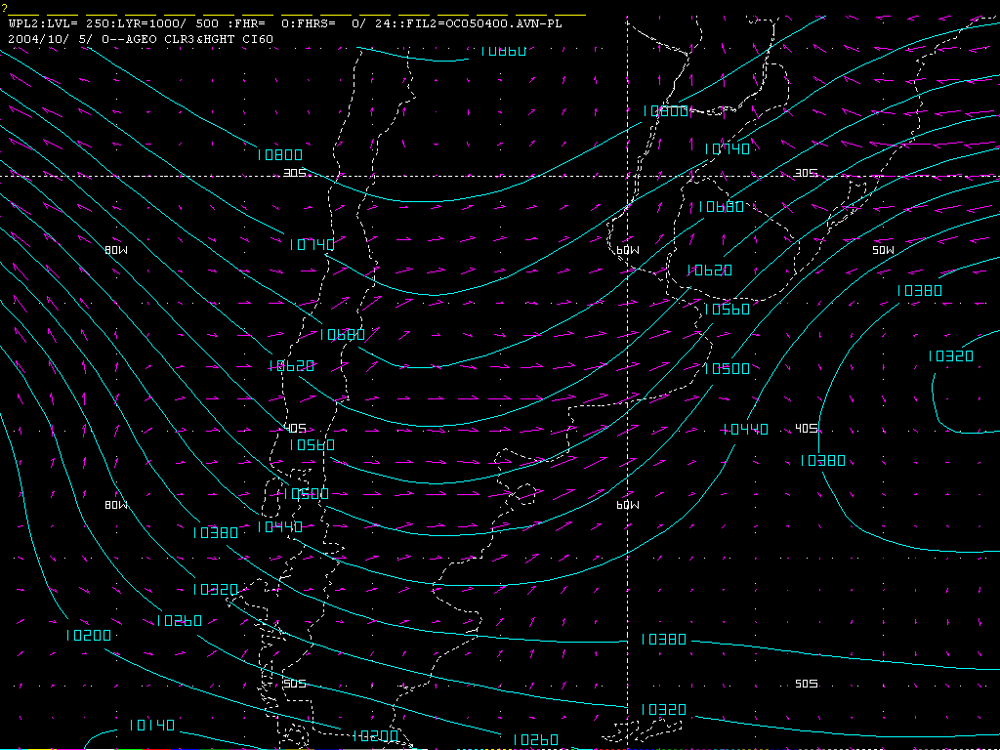 ?
WPL2:LVL= 250:LYR=1000/ 500 :FHR=  0:FHRS=  0/ 24::FIL2=OC050400.AVN-PL
2004/10/ 5/ 0--AGEO CLR3&HGHT CI60
10860
10800
10740
10800
30S
30S
10680
10740
80W
60W
50W
10620
10380
10560
10680
10320
10620
10500
40S
10440
40S
10560
10380
10500
80W
60W
10440
10380
10320
10260
10200
10380
50S
50S
10320
10140
10200
10260